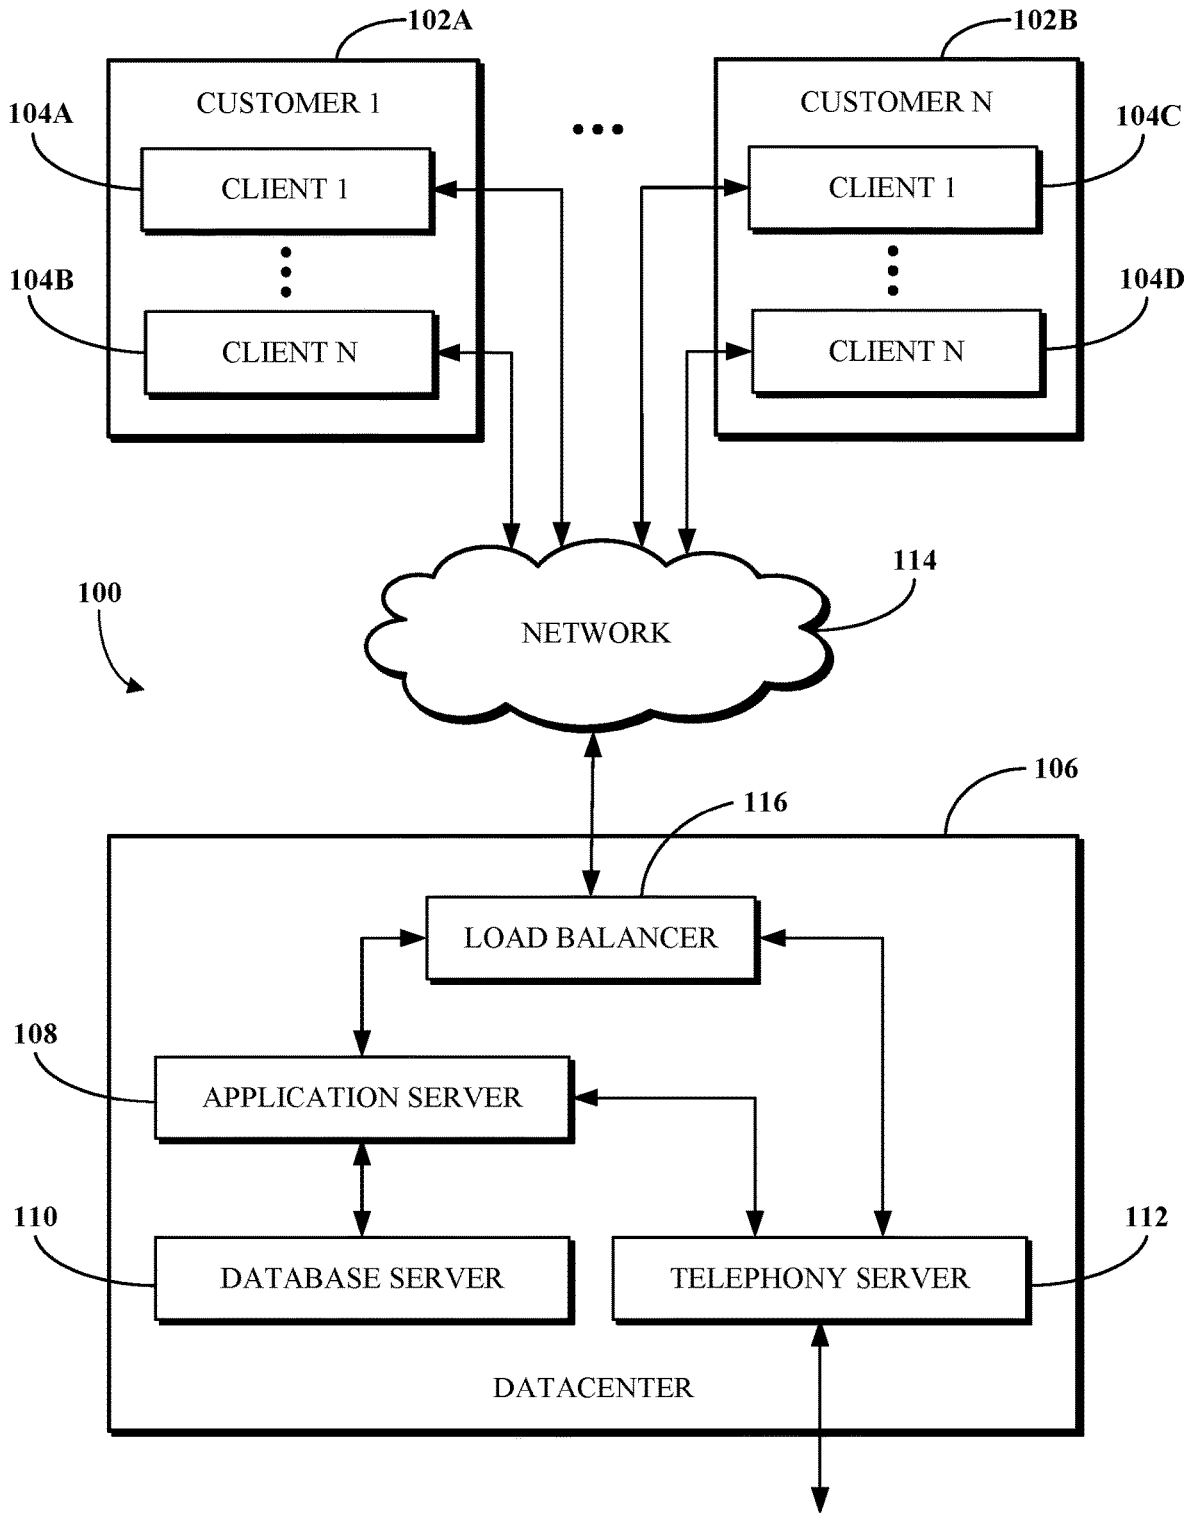 102A
102B
CUSTOMER 1
CUSTOMER N
104A
104C
CLIENT 1
CLIENT 1
104B
104D
CLIENT N
CLIENT N
114
100
NETWORK
106
116
LOAD BALANCER
108
APPLICATION SERVER
110
112
DATABASE SERVER
TELEPHONY SERVER
DATACENTER